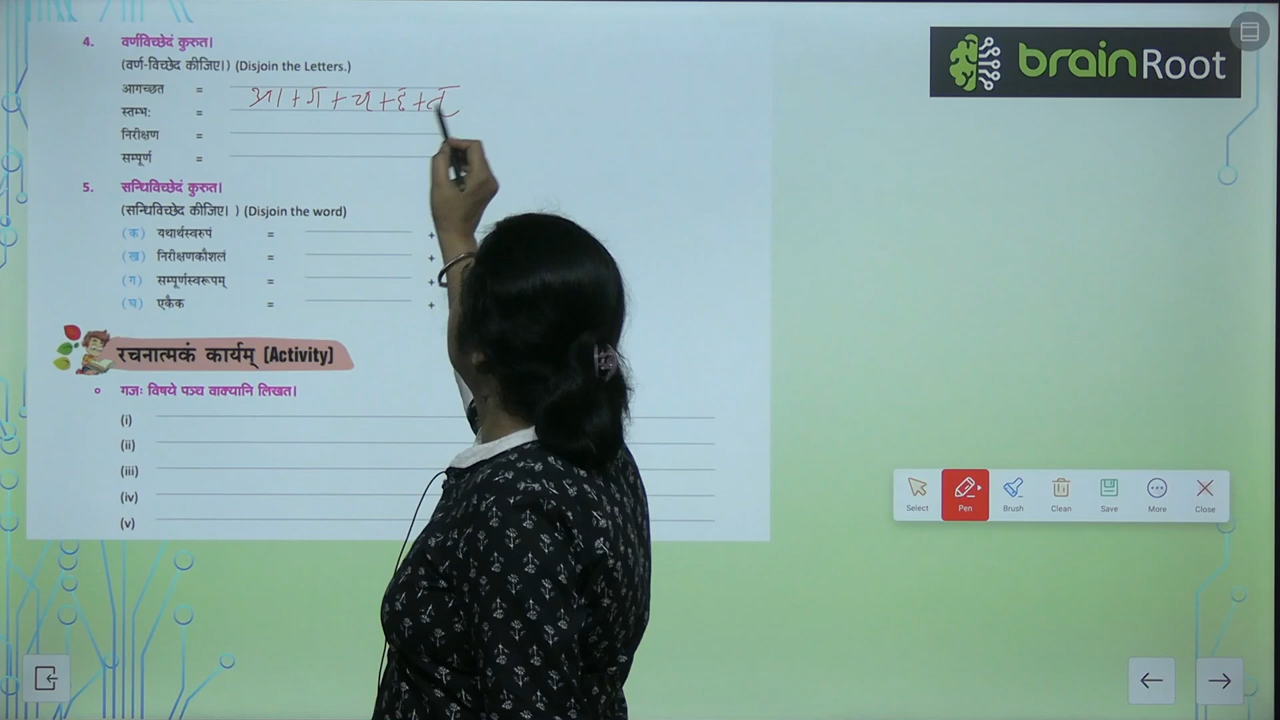 brainRoot
4. वर्णविच्छेदं कुरुत।
(वर्ण-विच्छेद कीजिए।) (Disjoin the Letters.)
आगच्छत = आ+ग+च+छ+त्
स्तम्भः =
निरीक्षण =
सम्पूर्ण =
5. सन्धिविच्छेदं कुरुत।
(सन्धिविच्छेद कीजिए। ) (Disjoin the word)
(क) यथार्थस्वरुपं = +
(ख) निरीक्षणकौशलं = +
(ग) सम्पूर्णस्वरूपम् = +
(घ) एकैक = +
रचनात्मकं कार्यम् (Activity)
गजः विषये पञ्च वाक्यानि लिखत।
(i)
(ii)
(iii)
(iv)
(v)
Select Pen Brush Clean Save More Close